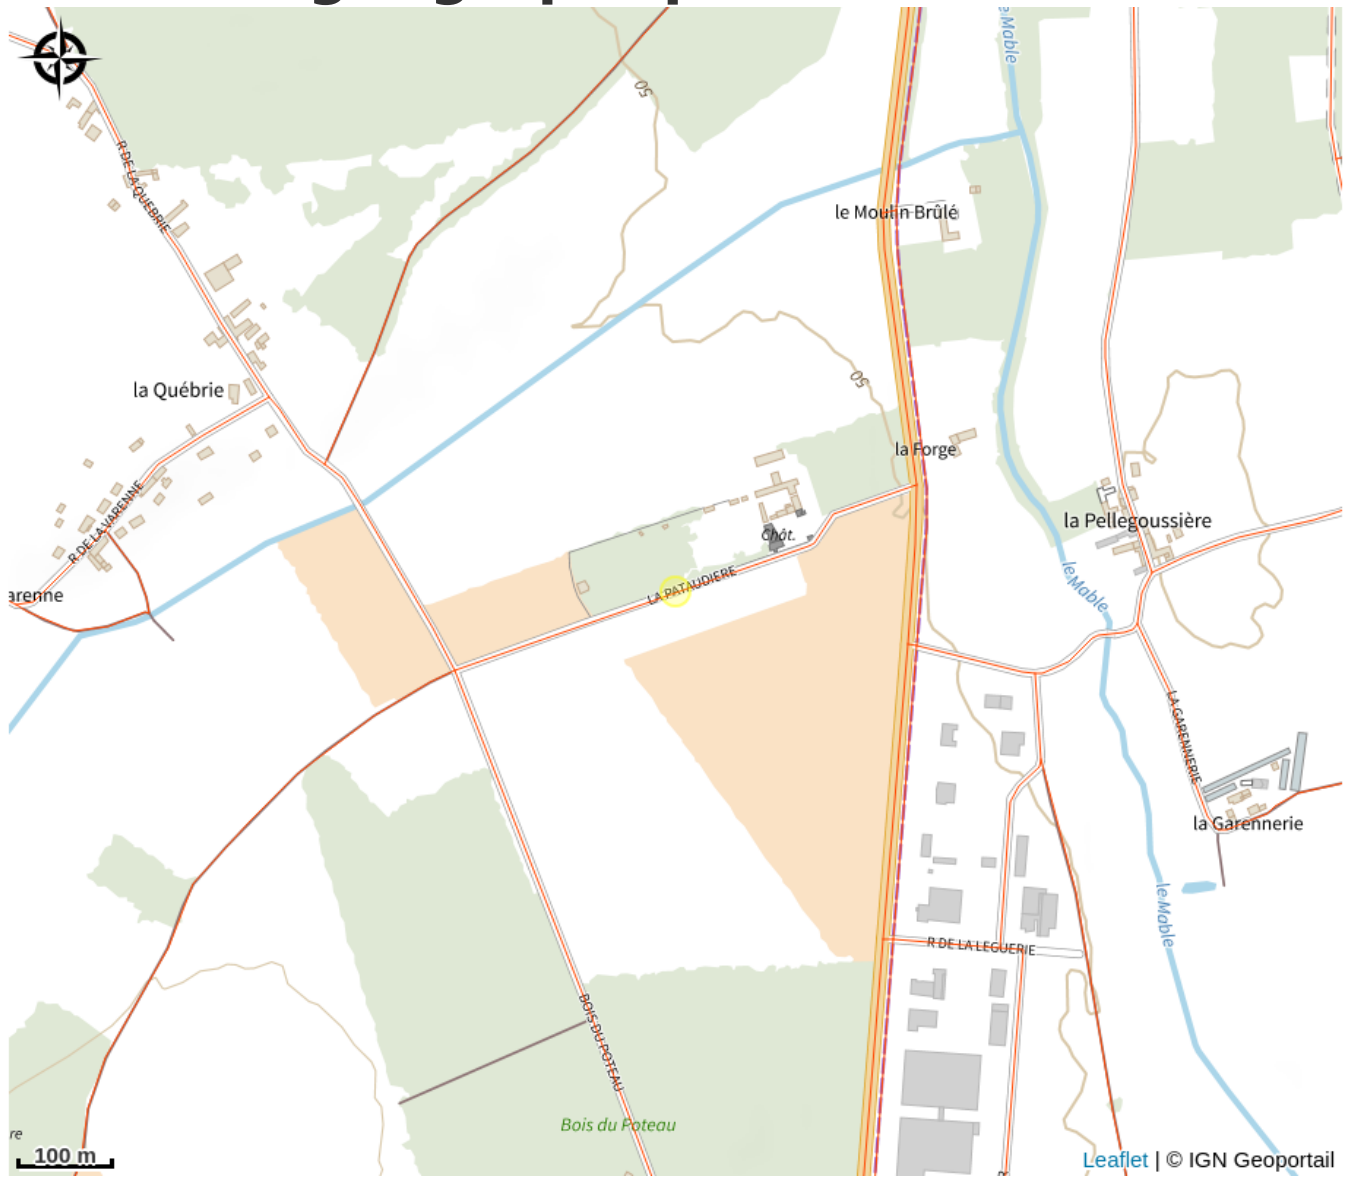 le Mable
50
R DE LA QUEBRIE
le Moulin Brûlé
50
la Québrie
la Forge
R DE LA VARENNE
la Pellegoussière
Chât.
LA PATAUDIERE
le Mable
arenne
LA GARENNERIE
la Garennerie
le Mable
R DE LA LEGUERIE
BOIS DU POTEAU
Bois du Poteau
re
100 m
Leaflet | © IGN Geoportail